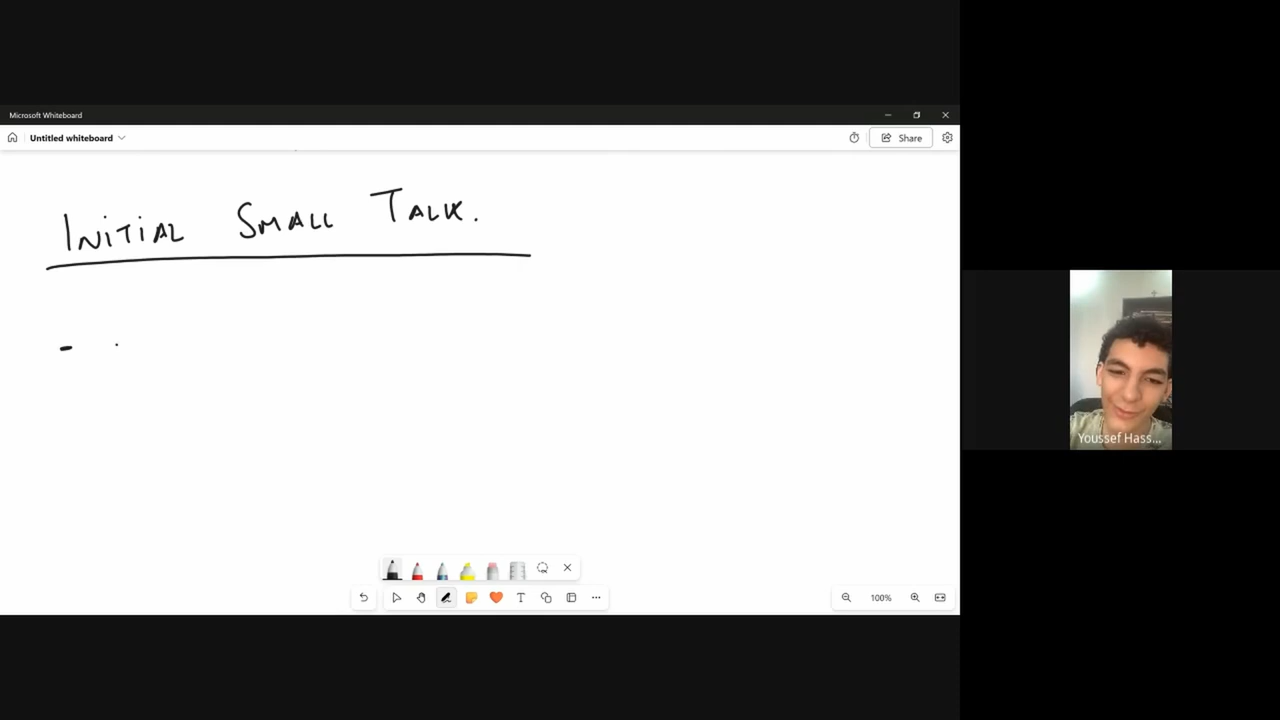 Microsoft Whiteboard
Untitled whiteboard
Share
INITIAL SMALL TALK.
-
100%
Youssef Hass...